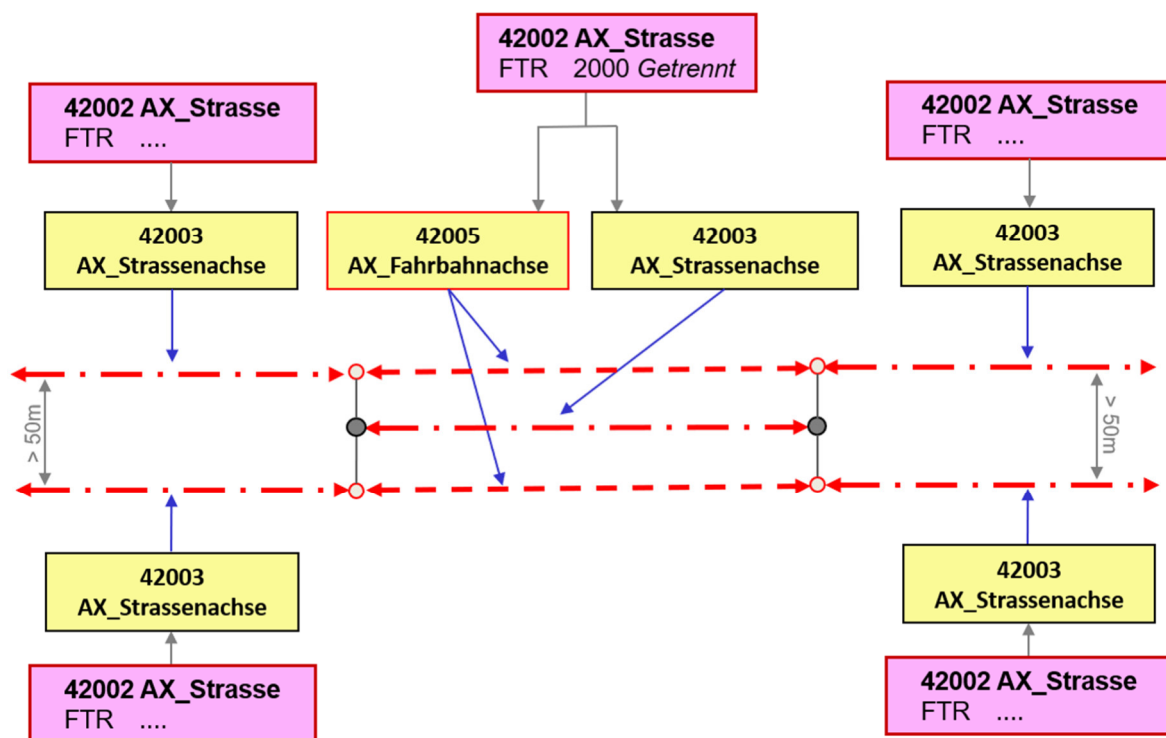 42002 AX_Strasse
FTR 2000 Getrennt
42002 AX_Strasse
FTR ....
42002 AX_Strasse
FTR ....
42003
AX_Strassenachse
42005
AX_Fahrbahnachse
42003
AX_Strassenachse
42003
AX_Strassenachse
> 50m
> 50m
42003
AX_Strassenachse
42003
AX_Strassenachse
42002 AX_Strasse
FTR ....
42002 AX_Strasse
FTR ....